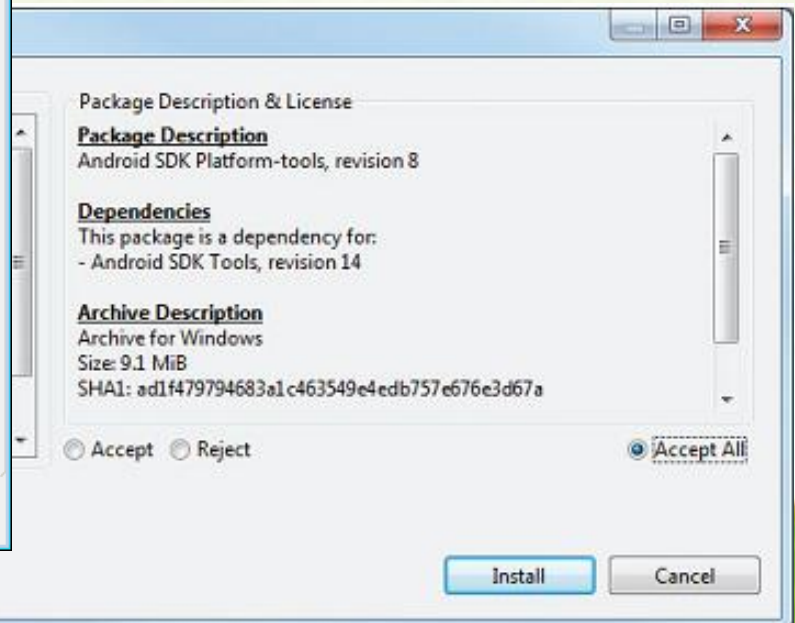 Package Description & License
Package Description
Android SDK Platform-tools, revision 8
Dependencies
This package is a dependency for:
- Android SDK Tools, revision 14
Archive Description
Archive for Windows
Size: 9.1 MiB
SHA1: ad1f479794683a1c463549e4edb757e676e3d67a
Accept Reject Accept All
Install Cancel